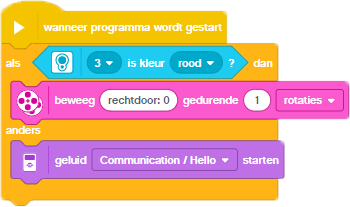 wanneer programma wordt gestart
als 3 is kleur rood ? dan
beweeg rechtdoor: 0 gedurende 1 rotaties
anders
geluid Communication / Hello starten